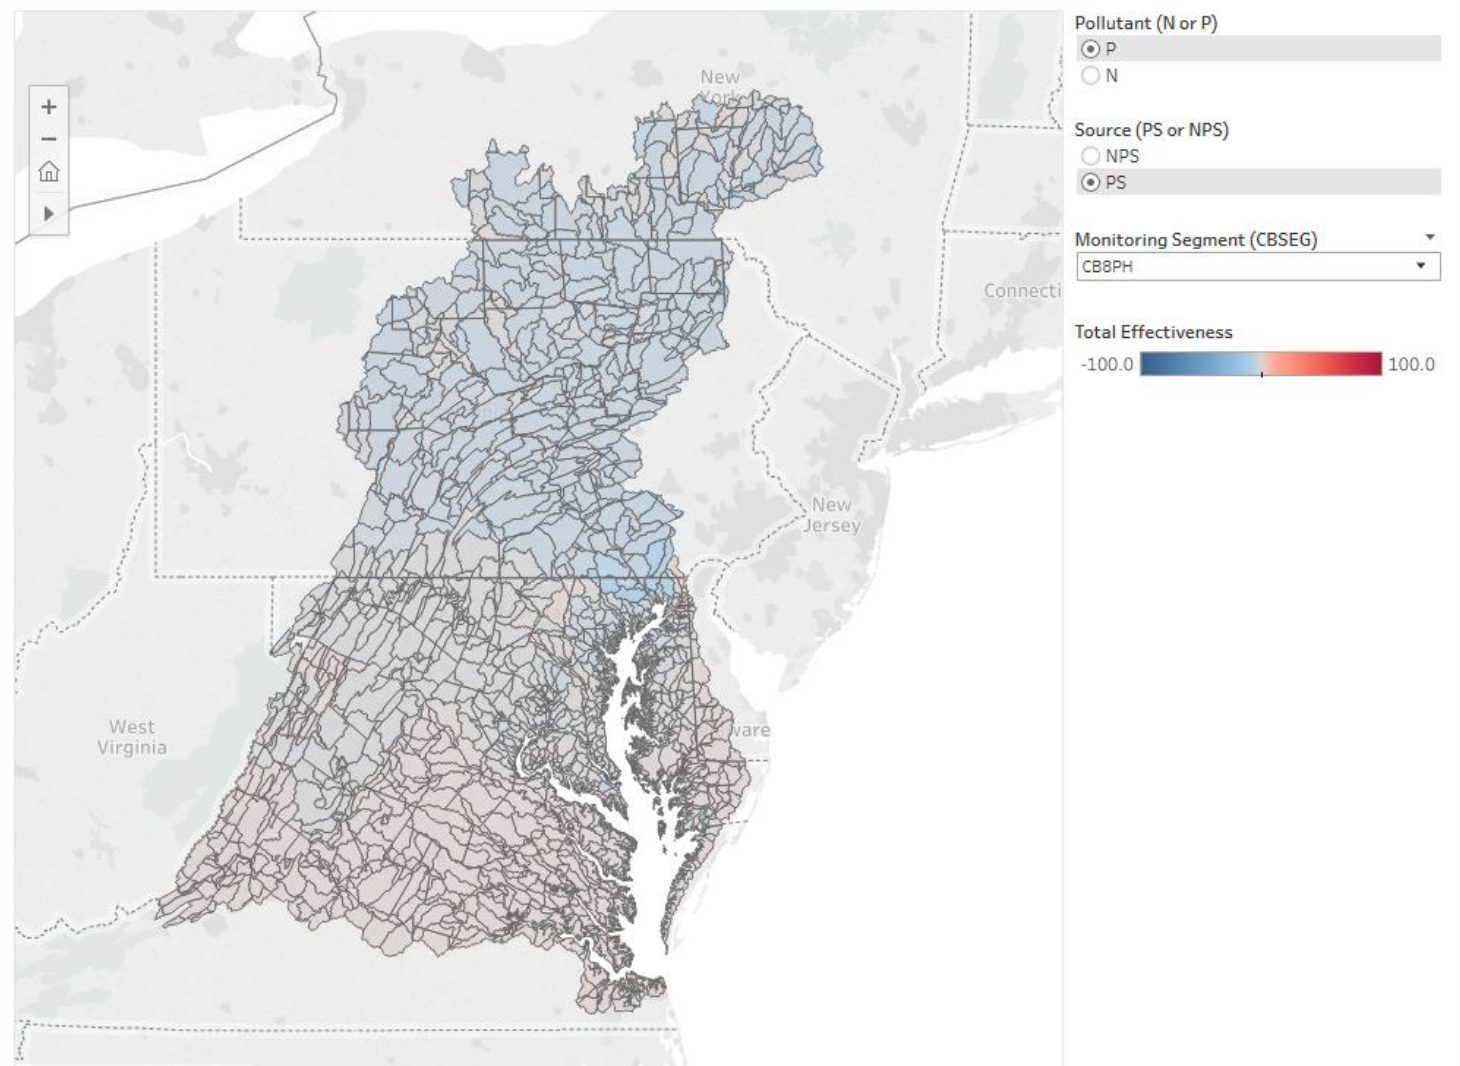 New
York
Connecti
New
Jersey
West
Virginia
ware
+
−
Pollutant (N or P)
P
N
Source (PS or NPS)
NPS
PS
Monitoring Segment (CBSEG)
CB8PH
Total Effectiveness
-100.0 100.0